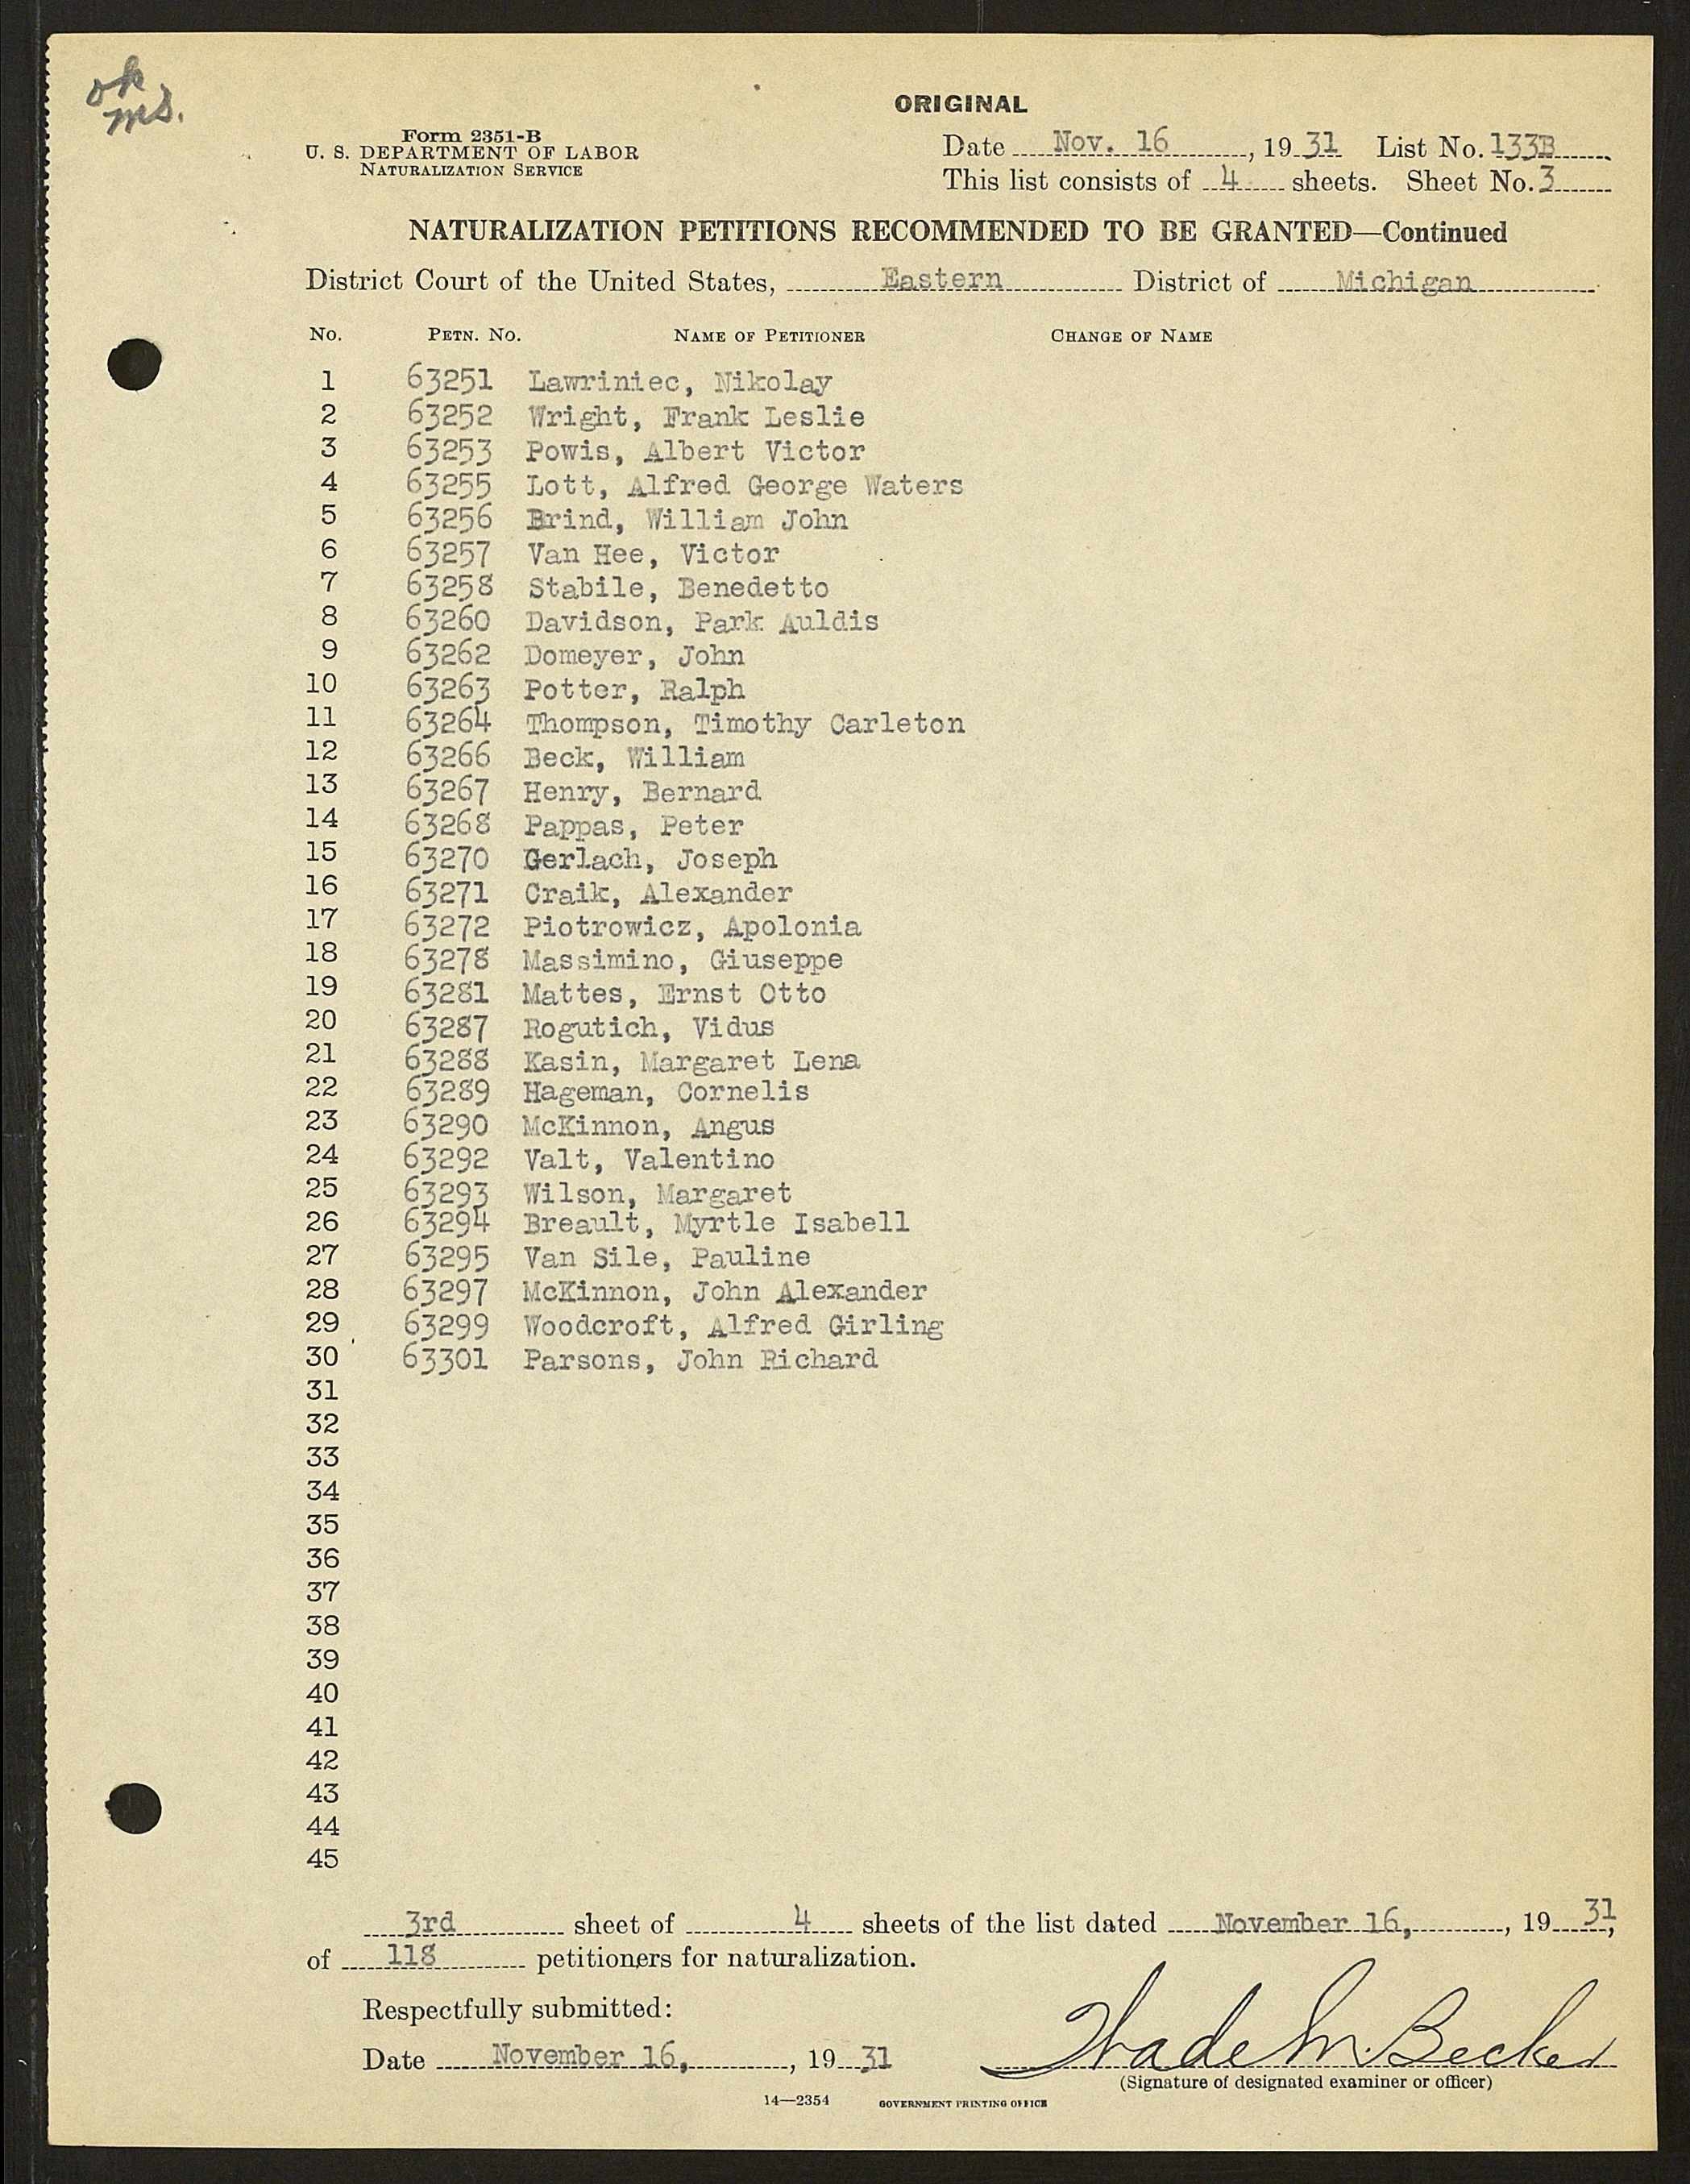 ok
ms.
ORIGINAL
Form 2351-B
U. S. DEPARTMENT OF LABOR
NATURALIZATION SERVICE
Date Nov. 16, 1931 List No. 133B
This list consists of 4 sheets. Sheet No. 3
NATURALIZATION PETITIONS RECOMMENDED TO BE GRANTED—Continued
District Court of the United States, Eastern District of Michigan
No. PETN. No. NAME OF PETITIONER CHANGE OF NAME
1 63251 Lawriniec, Nikolay
2 63252 Wright, Frank Leslie
3 63253 Powis, Albert Victor
4 63255 Lott, Alfred George Waters
5 63256 Brind, William John
6 63257 Van Hee, Victor
7 63258 Stabile, Benedetto
8 63260 Davidson, Park Auldis
9 63262 Domeyer, John
10 63263 Potter, Ralph
11 63264 Thompson, Timothy Carleton
12 63266 Beck, William
13 63267 Henry, Bernard
14 63268 Pappas, Peter
15 63270 Gerlach, Joseph
16 63271 Craik, Alexander
17 63272 Piotrowicz, Apolonia
18 63278 Massimino, Giuseppe
19 63281 Mattes, Ernst Otto
20 63287 Rogutich, Vidus
21 63288 Kasin, Margaret Lena
22 63289 Hageman, Cornelis
23 63290 McKinnon, Angus
24 63292 Valt, Valentino
25 63293 Wilson, Margaret
26 63294 Breault, Myrtle Isabell
27 63295 Van Sile, Pauline
28 63297 McKinnon, John Alexander
29 63299 Woodcroft, Alfred Girling
30 63301 Parsons, John Richard
31
32
33
34
35
36
37
38
39
40
41
42
43
44
45
3rd sheet of 4 sheets of the list dated November 16, , 1931,
of 118 petitioners for naturalization.
Respectfully submitted:
Date November 16, , 1931 Wade M. Becker
(Signature of designated examiner or officer)
14—2354 GOVERNMENT PRINTING OFFICE